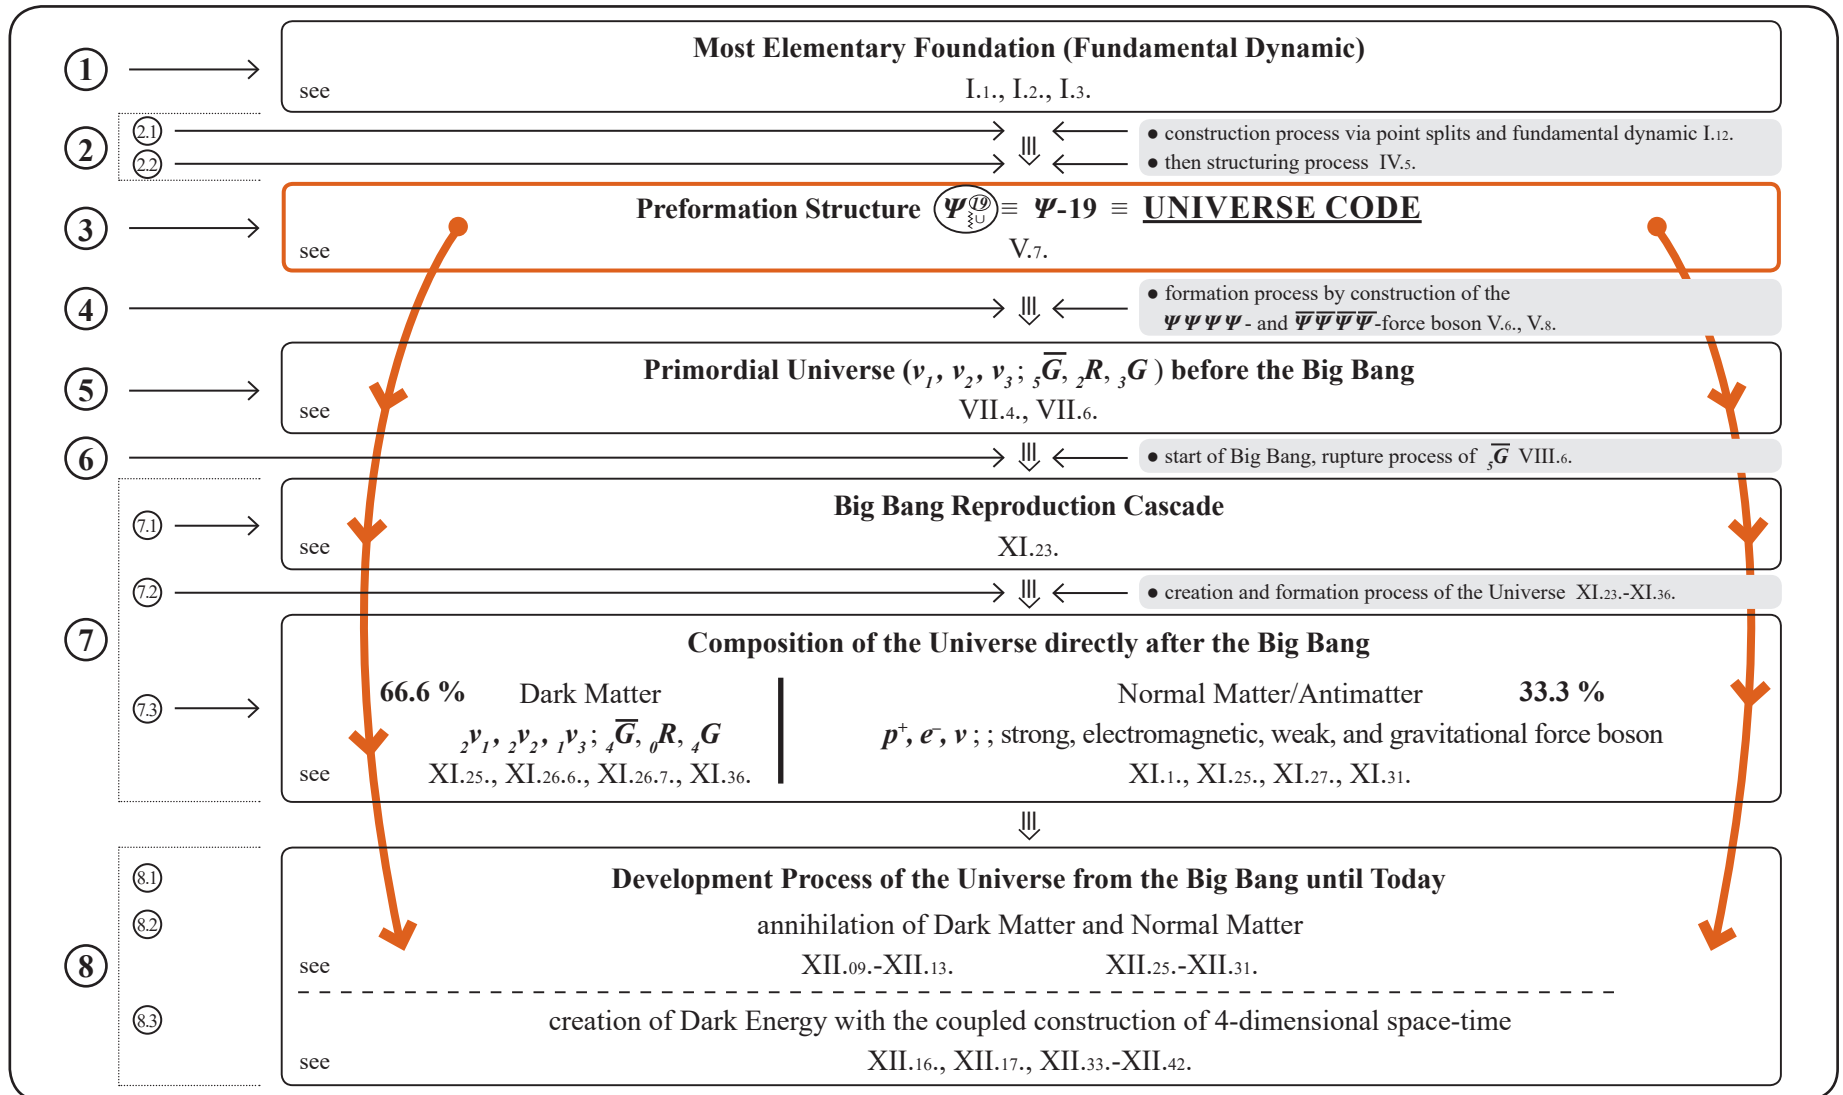 ① Most Elementary Foundation (Fundamental Dynamic)
see I.1., I.2., I.3.
② 2.1 • construction process via point splits and fundamental dynamic I.12.
2.2 • then structuring process IV.5.
③ Preformation Structure Ψ⑲ ≡ Ψ-19 ≡ UNIVERSE CODE
see V.7.
④ • formation process by construction of the
ΨΨΨΨ- and Ψ̅Ψ̅Ψ̅Ψ̅-force boson V.6., V.8.
⑤ Primordial Universe (ν₁, ν₂, ν₃; ₅G̅, ₂R, ₃G ) before the Big Bang
see VII.4., VII.6.
⑥ • start of Big Bang, rupture process of ₅G̅ VIII.6.
7.1 Big Bang Reproduction Cascade
see XI.23.
7.2 • creation and formation process of the Universe XI.23.-XI.36.
⑦ Composition of the Universe directly after the Big Bang
7.3 66.6 % Dark Matter Normal Matter/Antimatter 33.3 %
₂ν₁, ₂ν₂, ₁ν₃; ₄G̅, ₀R, ₄G p⁺, e⁻, ν ; ; strong, electromagnetic, weak, and gravitational force boson
see XI.25., XI.26.6., XI.26.7., XI.36. XI.1., XI.25., XI.27., XI.31.
8.1 Development Process of the Universe from the Big Bang until Today
8.2 annihilation of Dark Matter and Normal Matter
⑧ see XII.09.-XII.13. XII.25.-XII.31.
8.3 creation of Dark Energy with the coupled construction of 4-dimensional space-time
see XII.16., XII.17., XII.33.-XII.42.